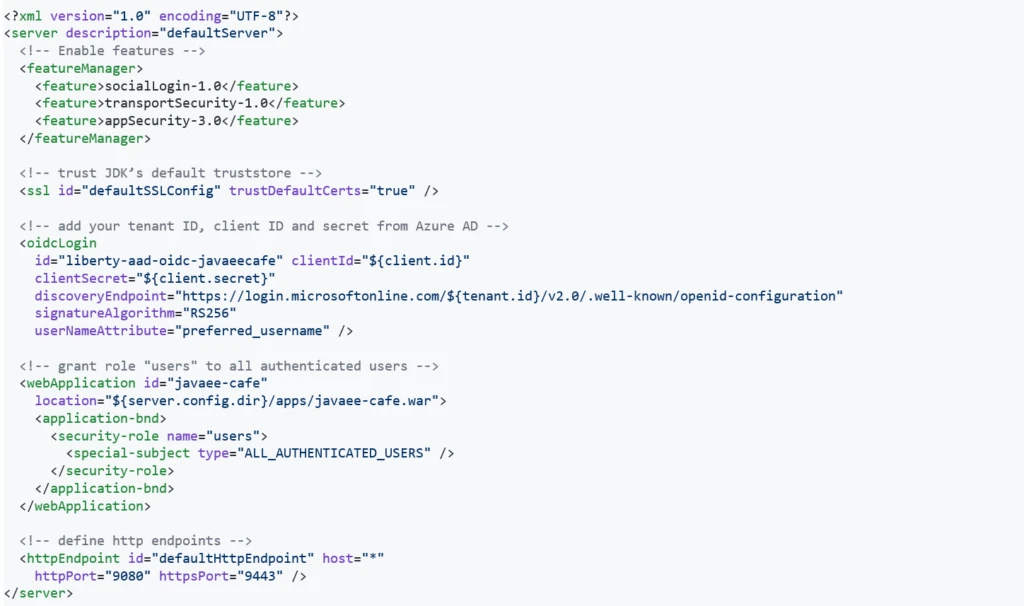 <?xml version="1.0" encoding="UTF-8"?>
<server description="defaultServer">
  <!-- Enable features -->
  <featureManager>
    <feature>socialLogin-1.0</feature>
    <feature>transportSecurity-1.0</feature>
    <feature>appSecurity-3.0</feature>
  </featureManager>

  <!-- trust JDK’s default truststore -->
  <ssl id="defaultSSLConfig" trustDefaultCerts="true" />

  <!-- add your tenant ID, client ID and secret from Azure AD -->
  <oidcLogin
    id="liberty-aad-oidc-javaeecafe" clientId="${client.id}"
    clientSecret="${client.secret}"
    discoveryEndpoint="https://login.microsoftonline.com/${tenant.id}/v2.0/.well-known/openid-configuration"
    signatureAlgorithm="RS256"
    userNameAttribute="preferred_username" />

  <!-- grant role "users" to all authenticated users -->
  <webApplication id="javaee-cafe"
    location="${server.config.dir}/apps/javaee-cafe.war">
    <application-bnd>
      <security-role name="users">
        <special-subject type="ALL_AUTHENTICATED_USERS" />
      </security-role>
    </application-bnd>
  </webApplication>

  <!-- define http endpoints -->
  <httpEndpoint id="defaultHttpEndpoint" host="*"
    httpPort="9080" httpsPort="9443" />
</server>